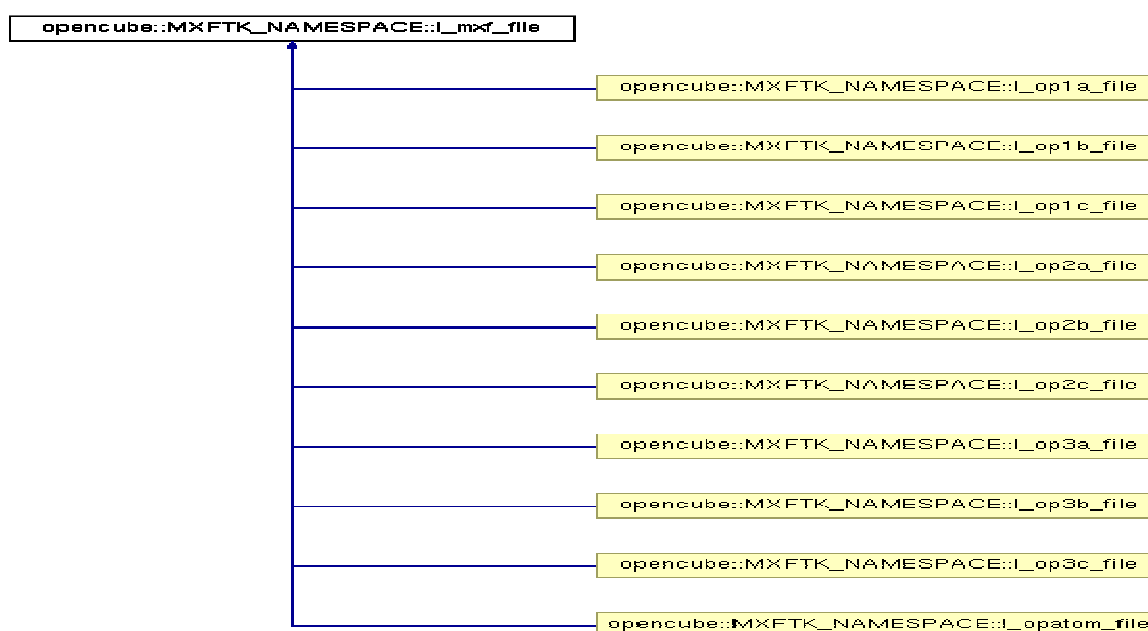 opencube::MXFTK_NAMESPACE::I_mxf_file
opencube::MXFTK_NAMESPACE::I_op1a_file
opencube::MXFTK_NAMESPACE::I_op1b_file
opencube::MXFTK_NAMESPACE::I_op1c_file
opencube::MXFTK_NAMESPACE::I_op2a_file
opencube::MXFTK_NAMESPACE::I_op2b_file
opencube::MXFTK_NAMESPACE::I_op2c_file
opencube::MXFTK_NAMESPACE::I_op3a_file
opencube::MXFTK_NAMESPACE::I_op3b_file
opencube::MXFTK_NAMESPACE::I_op3c_file
opencube::MXFTK_NAMESPACE::I_opatom_file